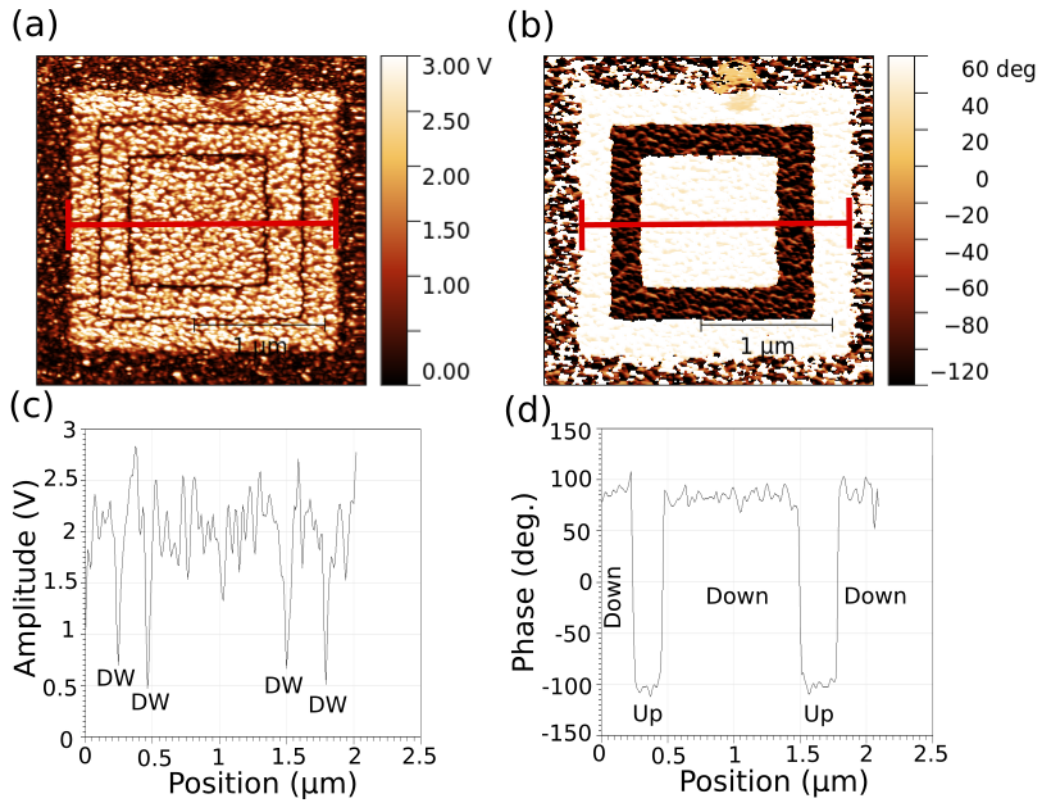 (a)
3.00 V
2.50
2.00
1.50
1.00
0.00
1 µm
(b)
60 deg
40
20
0
−20
−40
−60
−80
−120
1 µm
(c)
3
2.5
2
1.5
1
0.5
0
Amplitude (V)
DW
DW
DW
DW
0 0.5 1 1.5 2 2.5
Position (µm)
(d)
150
100
50
0
-50
-100
-150
Phase (deg.)
Down
Down
Down
Up
Up
0 0.5 1 1.5 2 2.5
Position (µm)